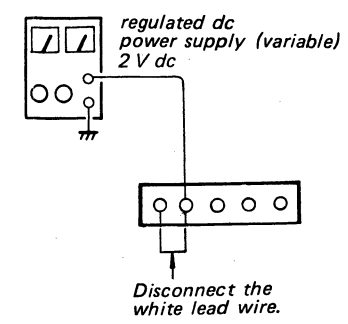 regulated dc
power supply (variable)
2 V dc
Disconnect the
white lead wire.